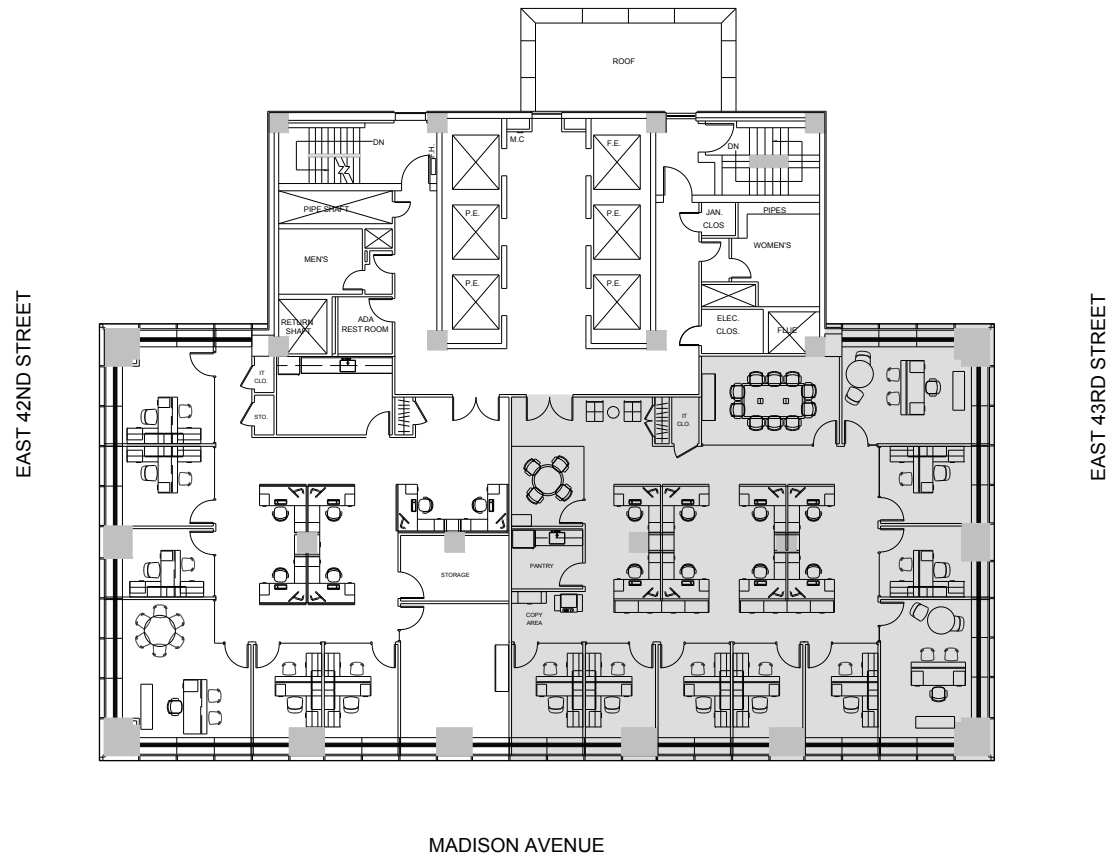 ROOF
M.C
F.H.
DN
F.E.
DN
PIPE SHAFT
P.E.
P.E.
JAN.
CLOS
PIPES
MEN'S
WOMEN'S
P.E.
P.E.
RETURN
SHAFT
ADA
REST ROOM
ELEC.
CLOS.
FLUE
EAST 42ND STREET
EAST 43RD STREET
IT
CLO.
STO.
IT
CLO.
STORAGE
PANTRY
COPY
AREA
MADISON AVENUE